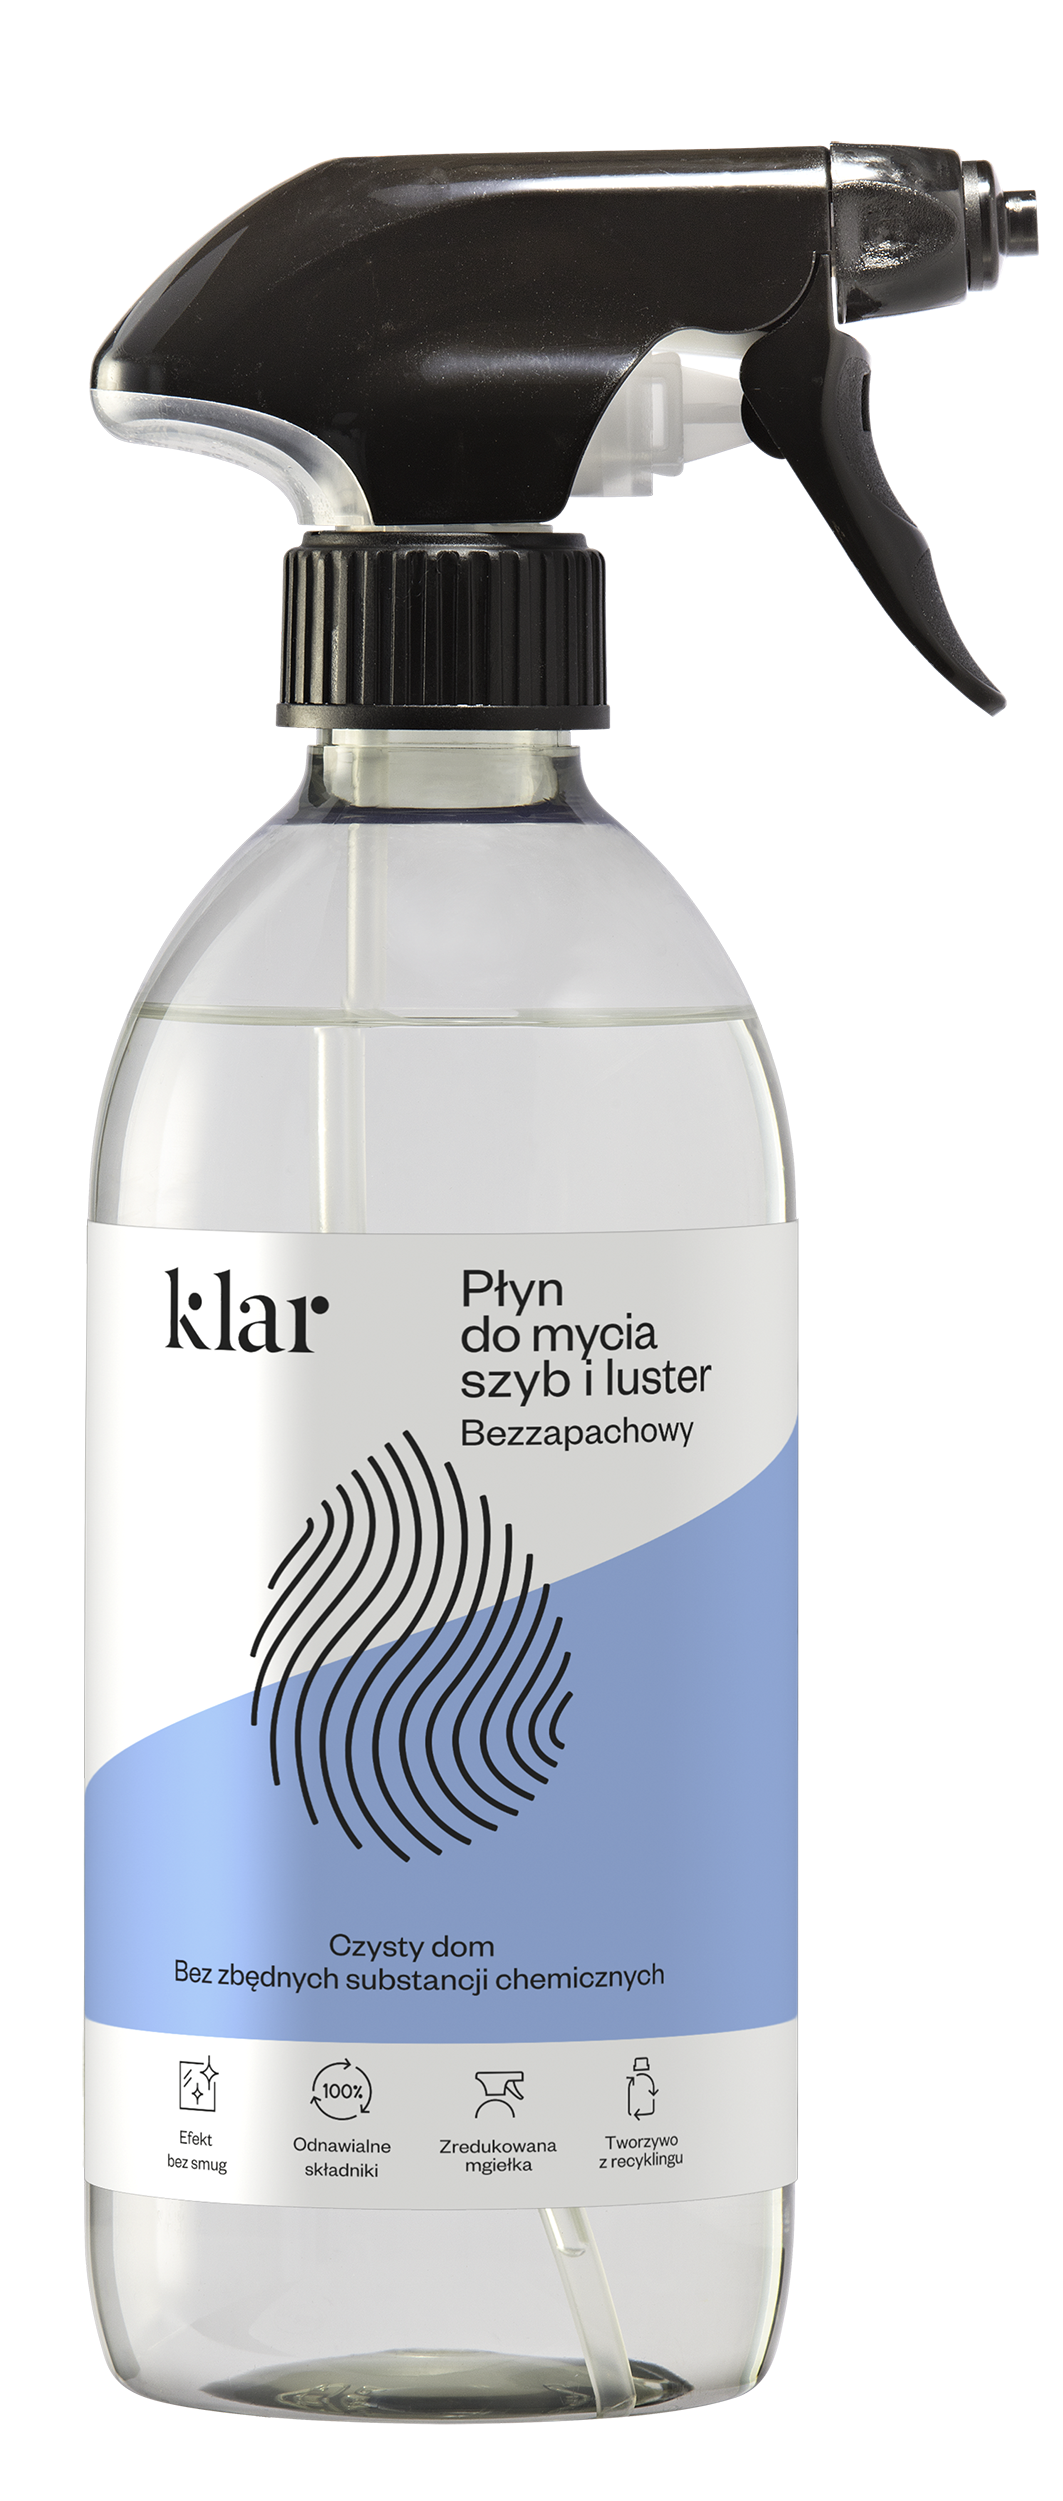 klar
Płyn
do mycia
szyb i luster
Bezzapachowy
Czysty dom
Bez zbędnych substancji chemicznych
100%
Efekt
bez smug
Odnawialne
składniki
Zredukowana
mgiełka
Tworzywo
z recyklingu